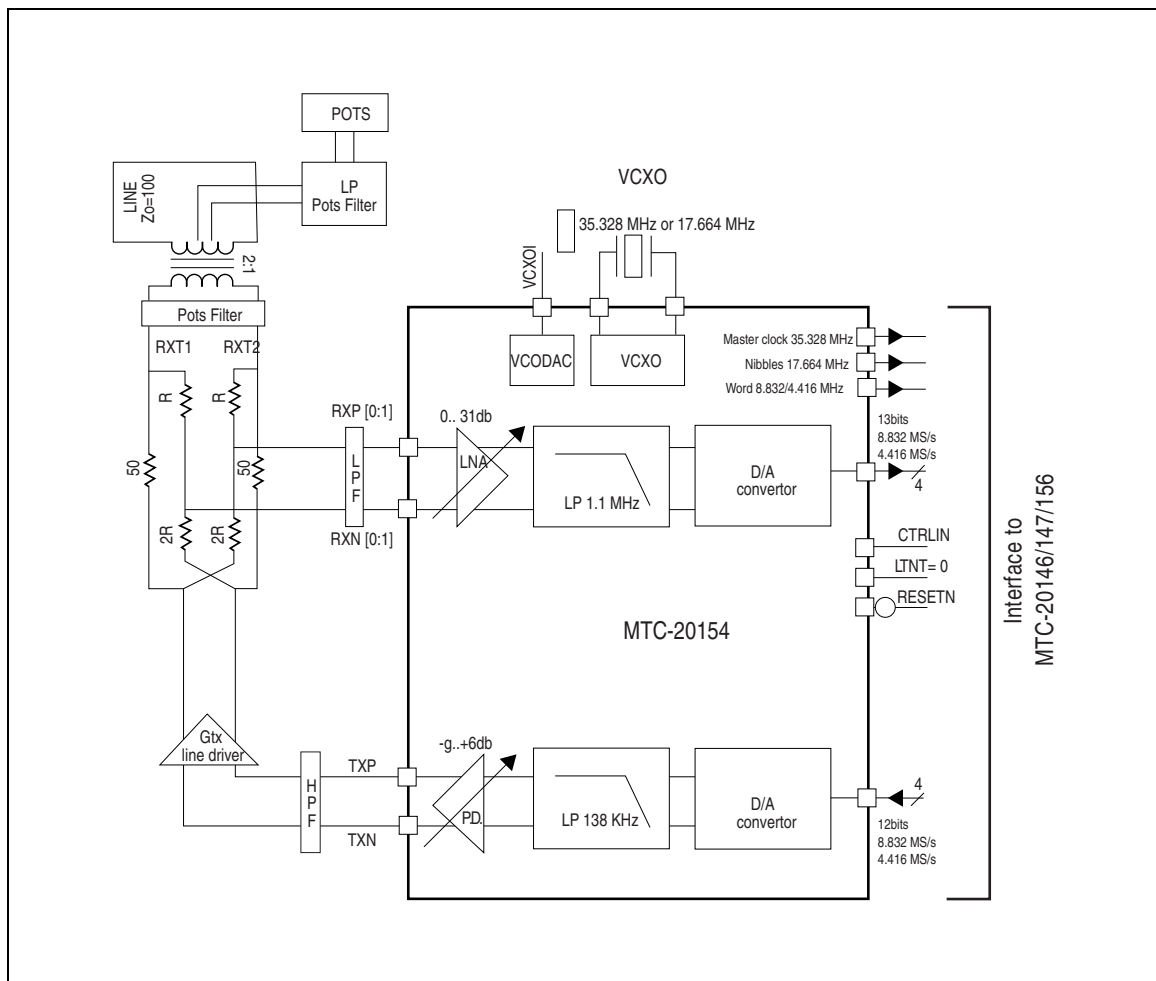 POTS
LINE
Zo=100
LP
Pots Filter
VCXO
35.328 MHz or 17.664 MHz
2:1
VCXOI
Pots Filter
RXT1
RXT2
VCODAC
VCXO
Master clock 35.328 MHz
Nibbles 17.664 MHz
Word 8.832/4.416 MHz
R
R
RXP [0:1]
0.. 31db
13bits
8.832 MS/s
4.416 MS/s
50
50
LPF
LNA
LP 1.1 MHz
D/A
convertor
4
2R
2R
RXN [0:1]
CTRLIN
LTNT= 0
RESETN
MTC-20154
Interface to
MTC-20146/147/156
Gtx
line driver
HPF
TXP
TXN
-g..+6db
P.D.
LP 138 KHz
D/A
convertor
4
12bits
8.832 MS/s
4.416 MS/s